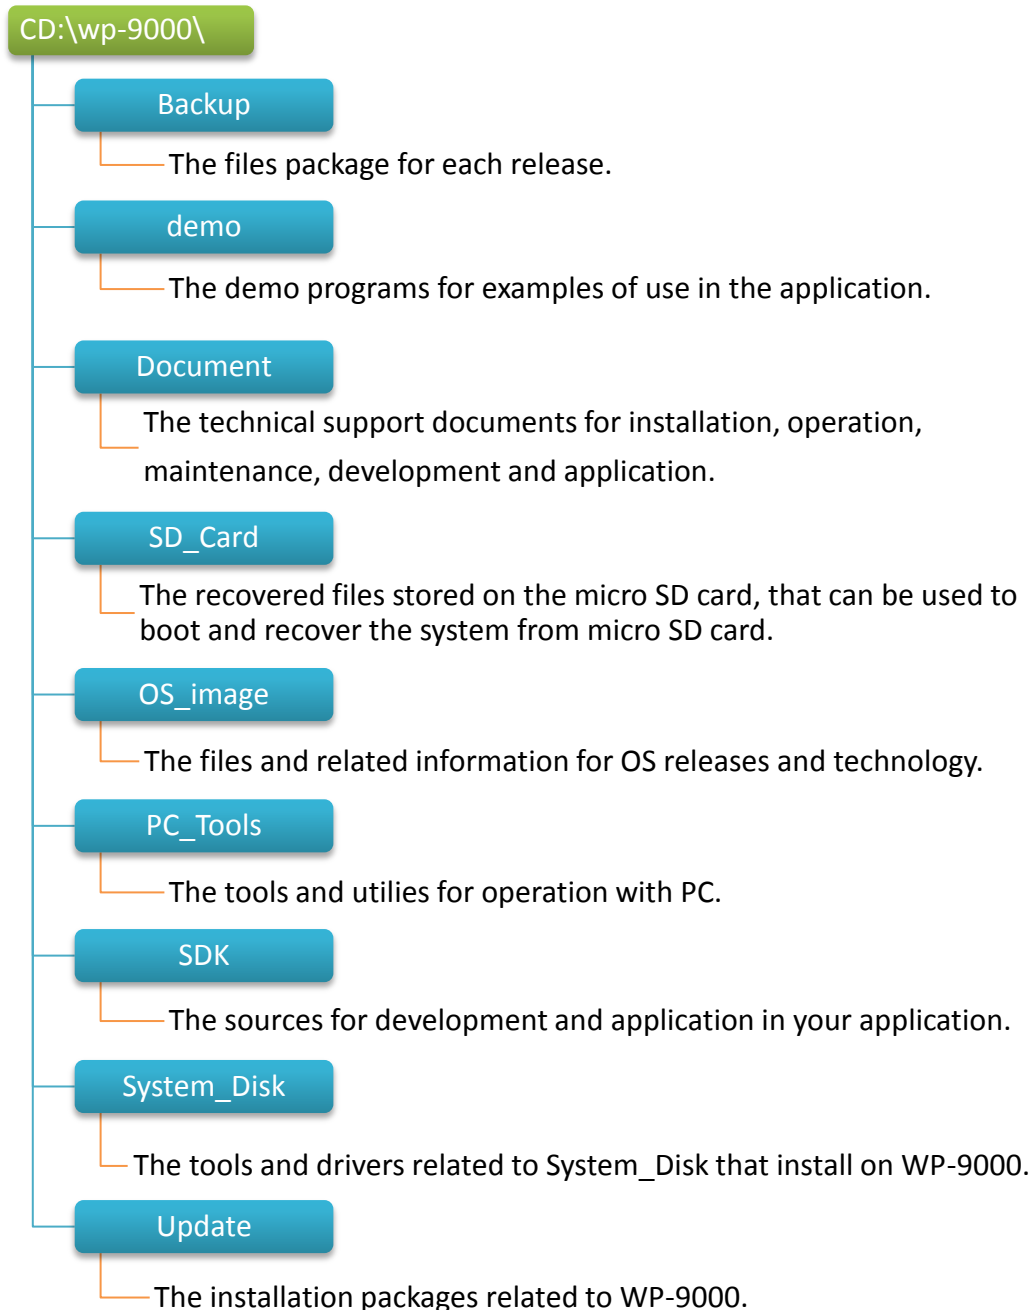 CD:\wp-9000\
Backup
The files package for each release.
demo
The demo programs for examples of use in the application.
Document
The technical support documents for installation, operation,
maintenance, development and application.
SD_Card
The recovered files stored on the micro SD card, that can be used to
boot and recover the system from micro SD card.
OS_image
The files and related information for OS releases and technology.
PC_Tools
The tools and utilies for operation with PC.
SDK
The sources for development and application in your application.
System_Disk
The tools and drivers related to System_Disk that install on WP-9000.
Update
The installation packages related to WP-9000.